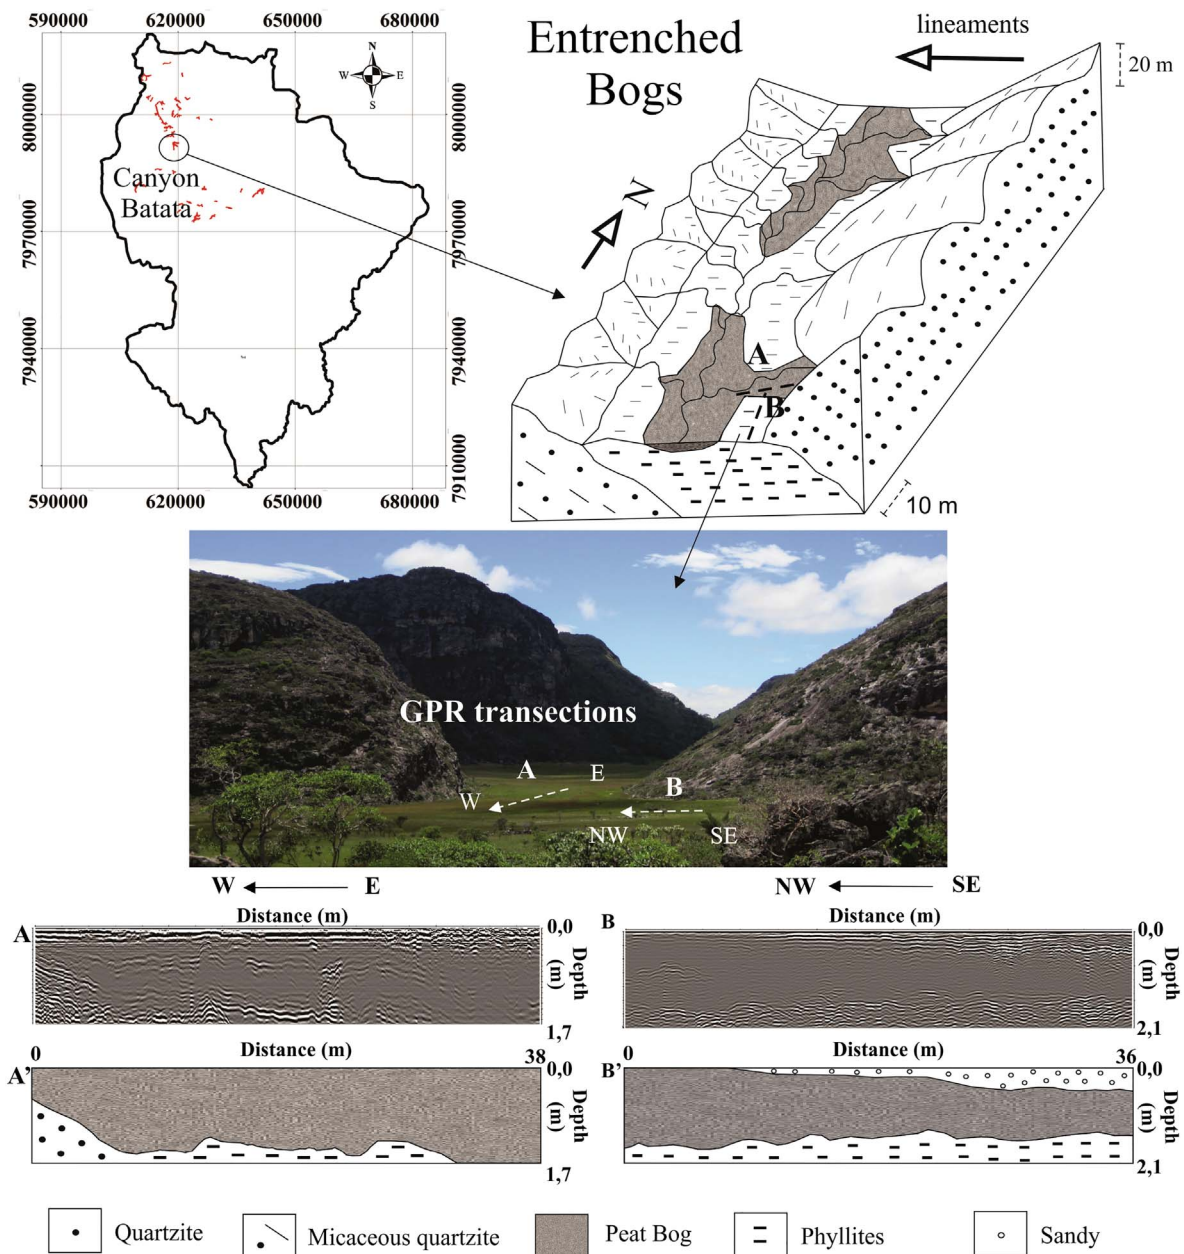 590000 620000 650000 680000
Entrenched
Bogs
lineaments
20 m
N
W E
S
8000000
8000000
Canyon
Batata
N
7970000
7970000
7940000
7940000
A
B
7910000
7910000
10 m
590000 620000 650000 680000
GPR transections
A E
W
B
NW SE
W E
NW SE
Distance (m)
A
0,0
Depth
(m)
1,7
Distance (m)
B
0,0
Depth
(m)
2,1
0 Distance (m) 38
A’
0,0
Depth
(m)
1,7
0 Distance (m) 36
B’
0,0
Depth
(m)
2,1
Quartzite
Micaceous quartzite
Peat Bog
Phyllites
Sandy